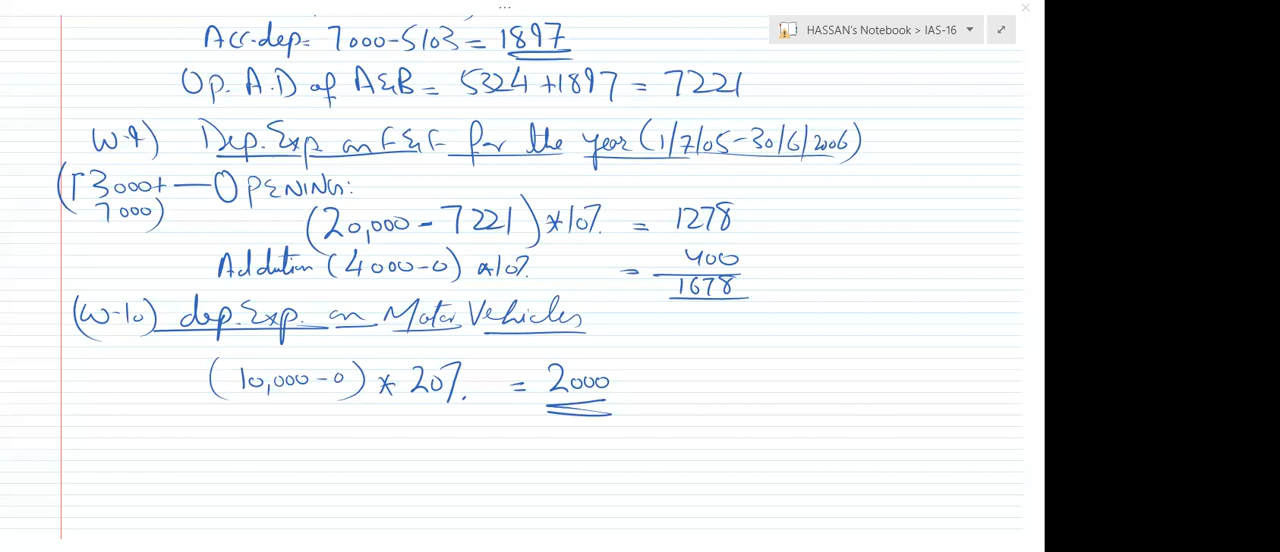 HASSAN's Notebook > IAS-16
Acc.dep = 7000-5103 = 1897
Op. A.D of A&B = 5324 + 1897 = 7221
W-9) Dep. Exp on F&F for the year (1/7/05-30/6/2006)
(13000+ — OPENING:
7000)
(20,000 - 7221) * 10% = 1278
Addition (4000-0) *10% = 400
1678
(W-10) dep. Exp. on Motor Vehicles
(10,000-0) * 20% = 2000